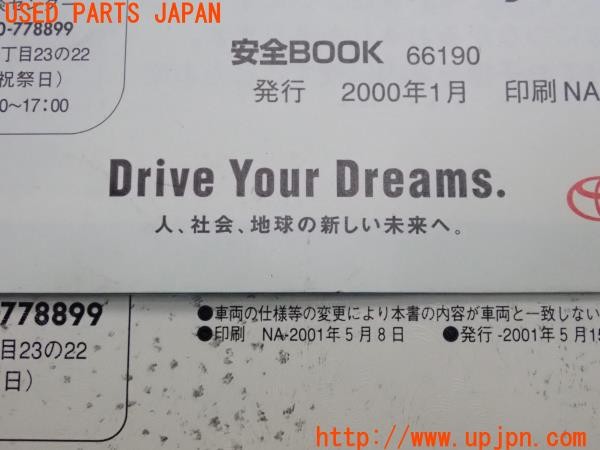 USED PARTS JAPAN
0-778899
丁目23の22
祝祭日)
0〜17:00
安全BOOK 66190
発行 2000年1月 印刷 NA
Drive Your Dreams.
人、社会、地球の新しい未来へ。
-778899
目23の22
日)
●車両の仕様等の変更により本書の内容が車両と一致しない
●印刷 NA-2001年5月8日 ●発行-2001年5月15
http://www.upjpn.com/